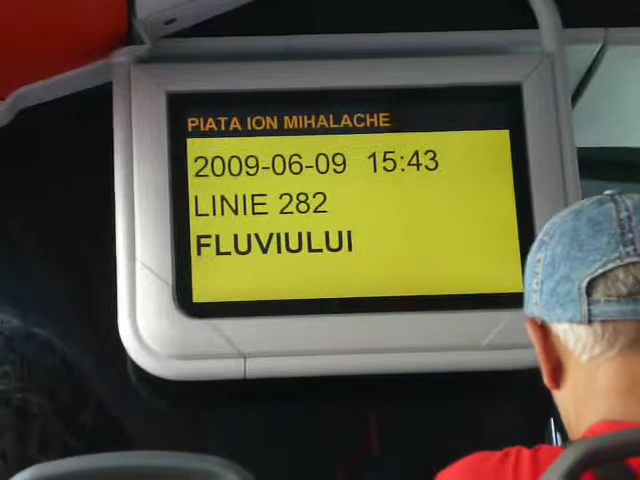 PIATA ION MIHALACHE
2009-06-09 15:43
LINIE 282
FLUVIULUI